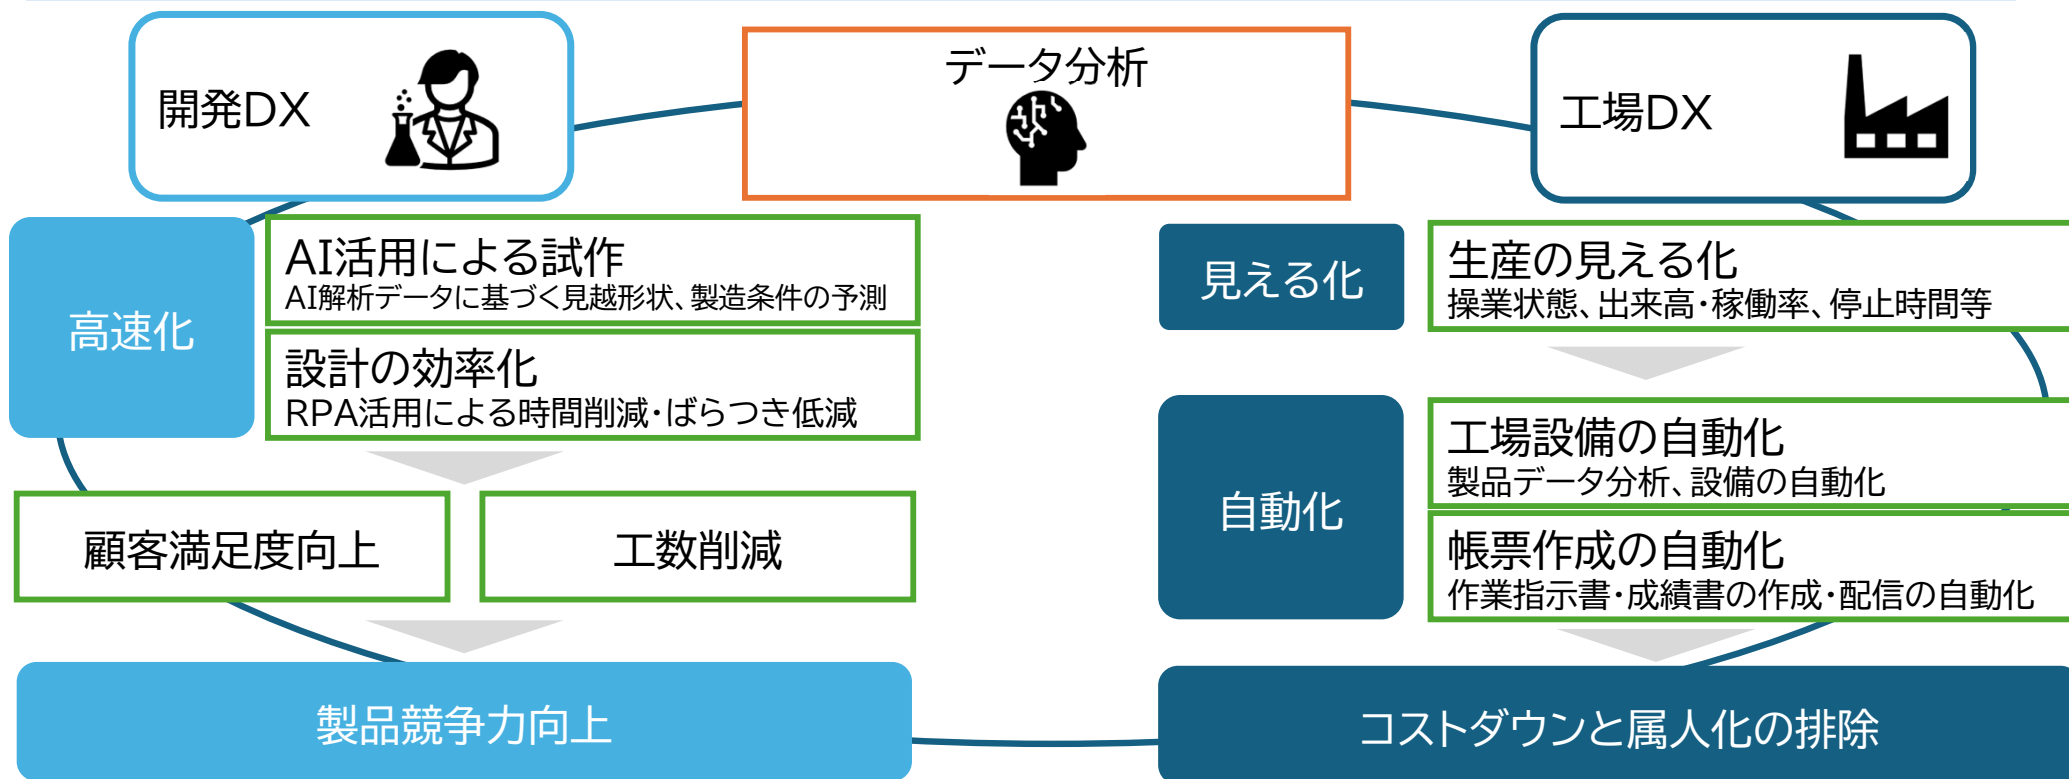 開発DX
データ分析
工場DX
高速化
AI活用による試作
AI解析データに基づく見越形状、製造条件の予測
設計の効率化
RPA活用による時間削減・ばらつき低減
顧客満足度向上
工数削減
製品競争力向上
見える化
生産の見える化
操業状態、出来高・稼働率、停止時間等
自動化
工場設備の自動化
製品データ分析、設備の自動化
帳票作成の自動化
作業指示書・成績書の作成・配信の自動化
コストダウンと属人化の排除